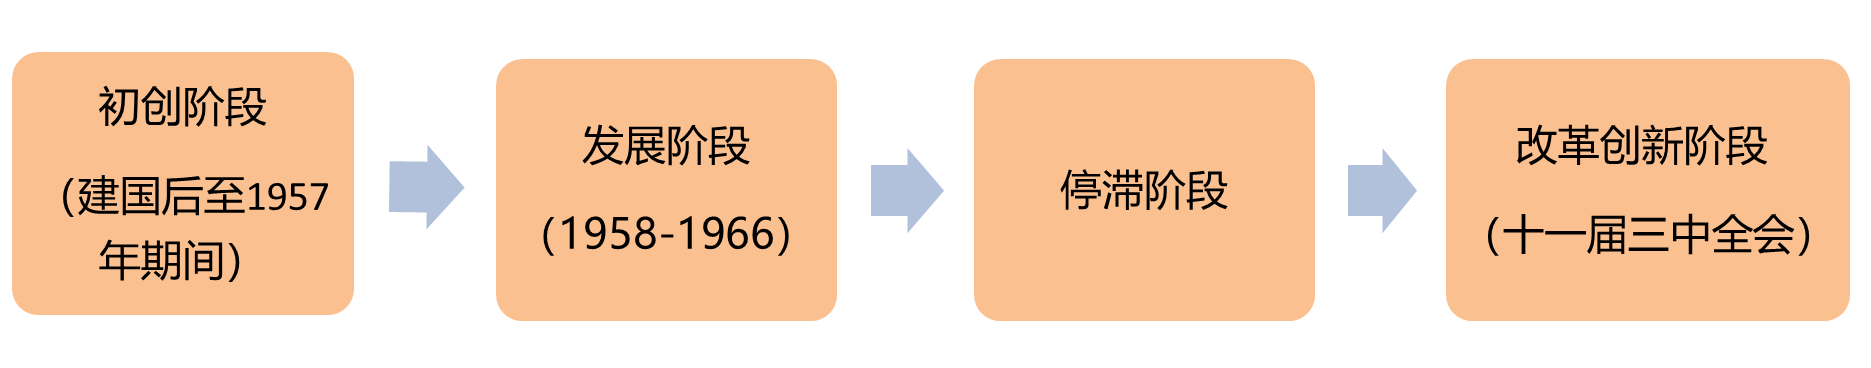 初创阶段
（建国后至1957
年期间）
发展阶段
（1958-1966）
停滞阶段
改革创新阶段
（十一届三中全会）